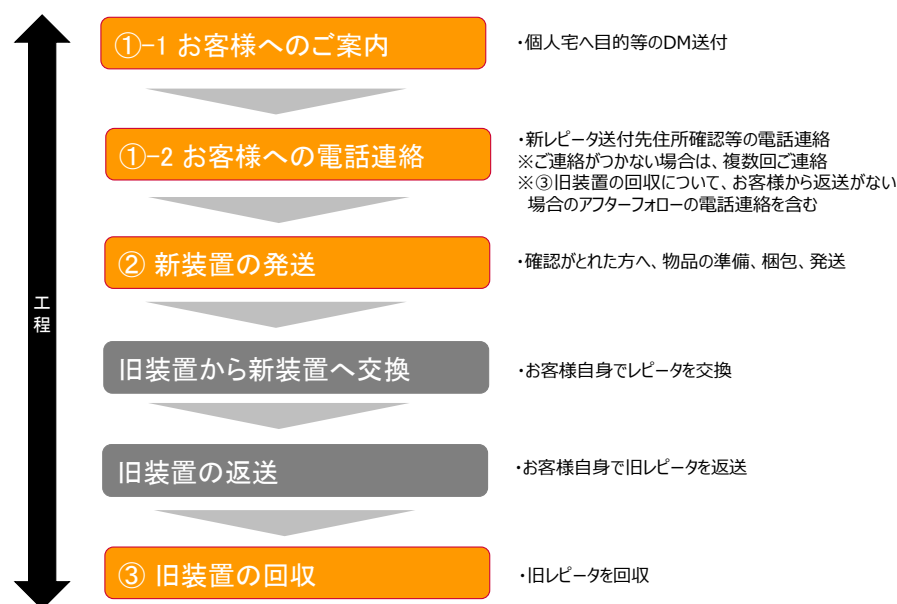 ①-1 お客様へのご案内
・個人宅へ目的等のDM送付
①-2 お客様への電話連絡
・新レピータ送付先住所確認等の電話連絡
※ご連絡がつかない場合は、複数回ご連絡
※③旧装置の回収について、お客様から返送がない
場合のアフターフォローの電話連絡を含む
② 新装置の発送
・確認がとれた方へ、物品の準備、梱包、発送
工程
旧装置から新装置へ交換
・お客様自身でレピータを交換
旧装置の返送
・お客様自身で旧レピータを返送
③ 旧装置の回収
・旧レピータを回収